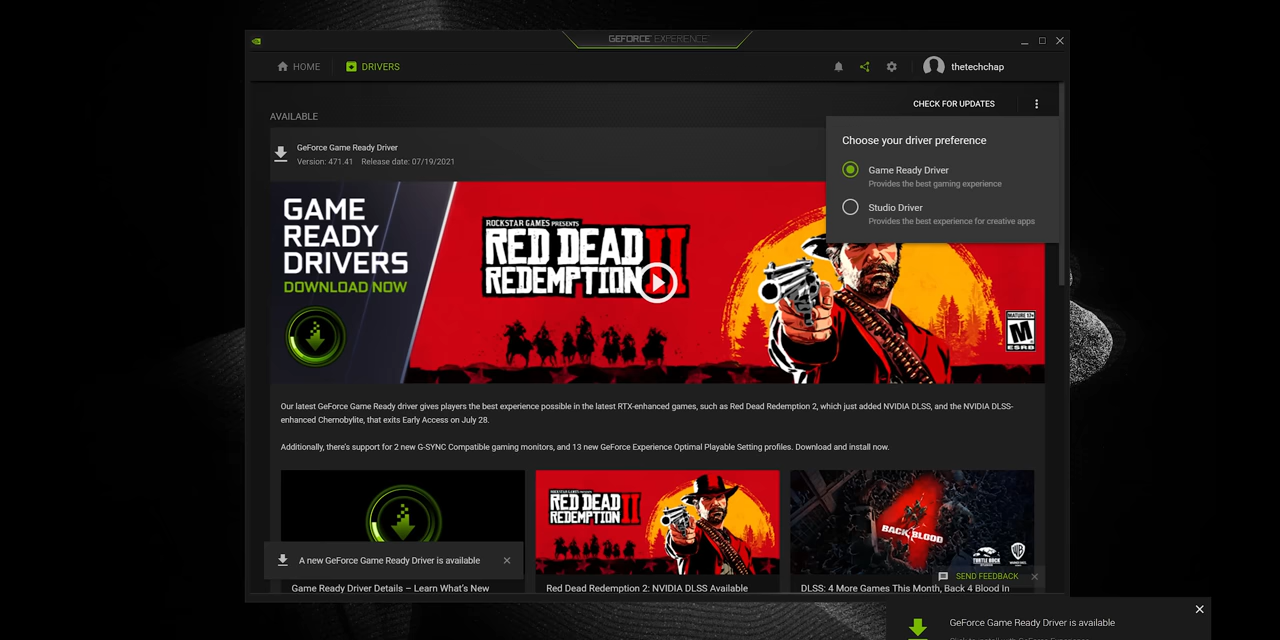 GEFORCE EXPERIENCE
HOME
DRIVERS
thetechchap
CHECK FOR UPDATES
AVAILABLE
GeForce Game Ready Driver
Version: 471.41 Release date: 07/19/2021
Choose your driver preference
Game Ready Driver
Provides the best gaming experience
Studio Driver
Provides the best experience for creative apps
GAME
READY
DRIVERS
DOWNLOAD NOW
ROCKSTAR GAMES PRESENTS
RED DEAD
REDEMPTION II
MATURE 17+
M
ESRB
Our latest GeForce Game Ready driver gives players the best experience possible in the latest RTX-enhanced games, such as Red Dead Redemption 2, which just added NVIDIA DLSS, and the NVIDIA DLSS-
enhanced Chernobylite, that exits Early Access on July 28.
Additionally, there's support for 2 new G-SYNC Compatible gaming monitors, and 13 new GeForce Experience Optimal Playable Setting profiles. Download and install now.
RED DEAD
REDEMPTION II
4
BACK BLOOD
TURTLE ROCK
A new GeForce Game Ready Driver is available
SEND FEEDBACK
Game Ready Driver Details – Learn What's New
Red Dead Redemption 2: NVIDIA DLSS Available
DLSS: 4 More Games This Month, Back 4 Blood In
GeForce Game Ready Driver is available